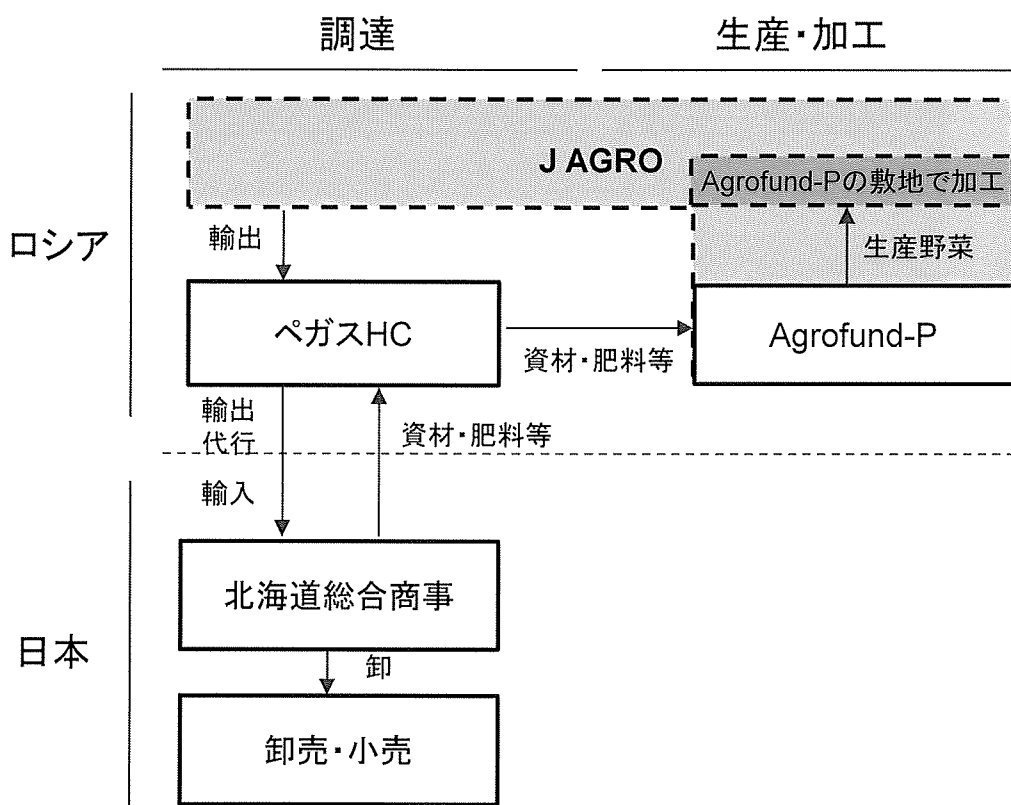 調達
生産・加工
J AGRO
Agrofund-Pの敷地で加工
ロシア
輸出
生産野菜
ペガスHC
資材・肥料等
Agrofund-P
輸出
代行
資材・肥料等
輸入
北海道総合商事
日本
卸
卸売・小売